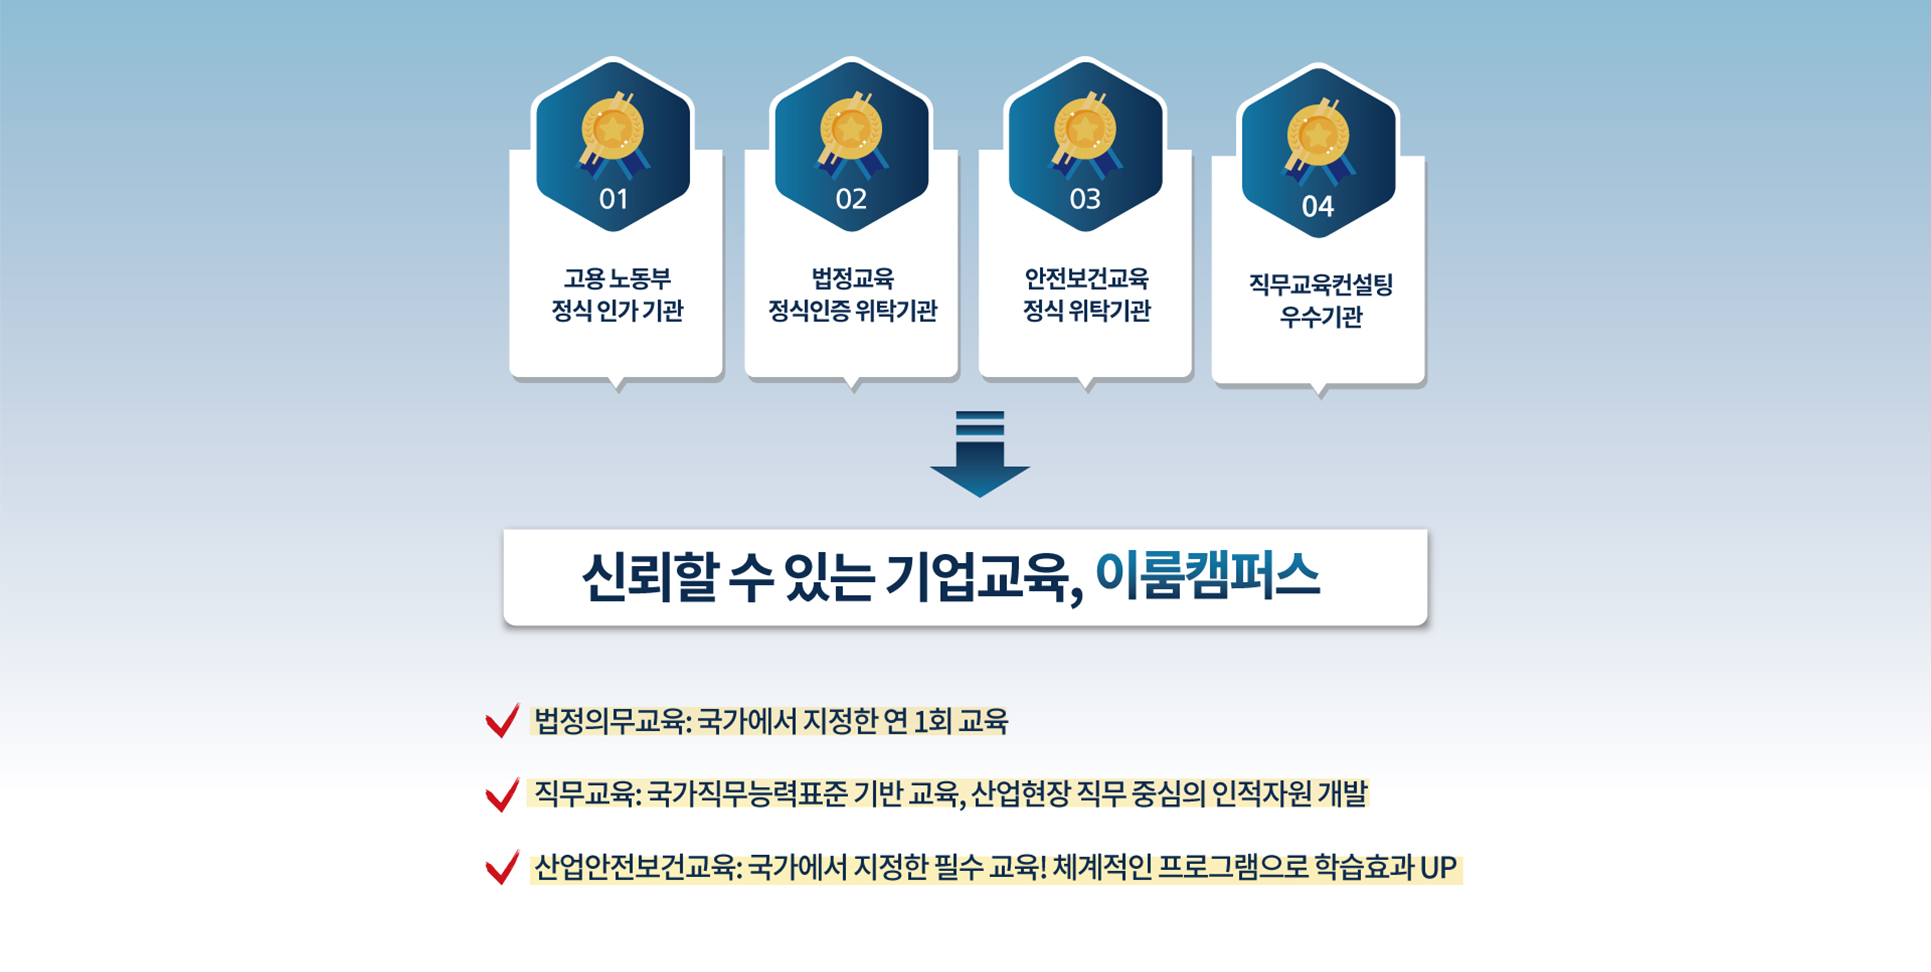 01
고용 노동부
정식 인가 기관
02
법정교육
정식인증 위탁기관
03
안전보건교육
정식 위탁기관
04
직무교육컨설팅
우수기관
신뢰할 수 있는 기업교육, 이룸캠퍼스
법정의무교육: 국가에서 지정한 연 1회 교육
직무교육: 국가직무능력표준 기반 교육, 산업현장 직무 중심의 인적자원 개발
산업안전보건교육: 국가에서 지정한 필수 교육! 체계적인 프로그램으로 학습효과 UP